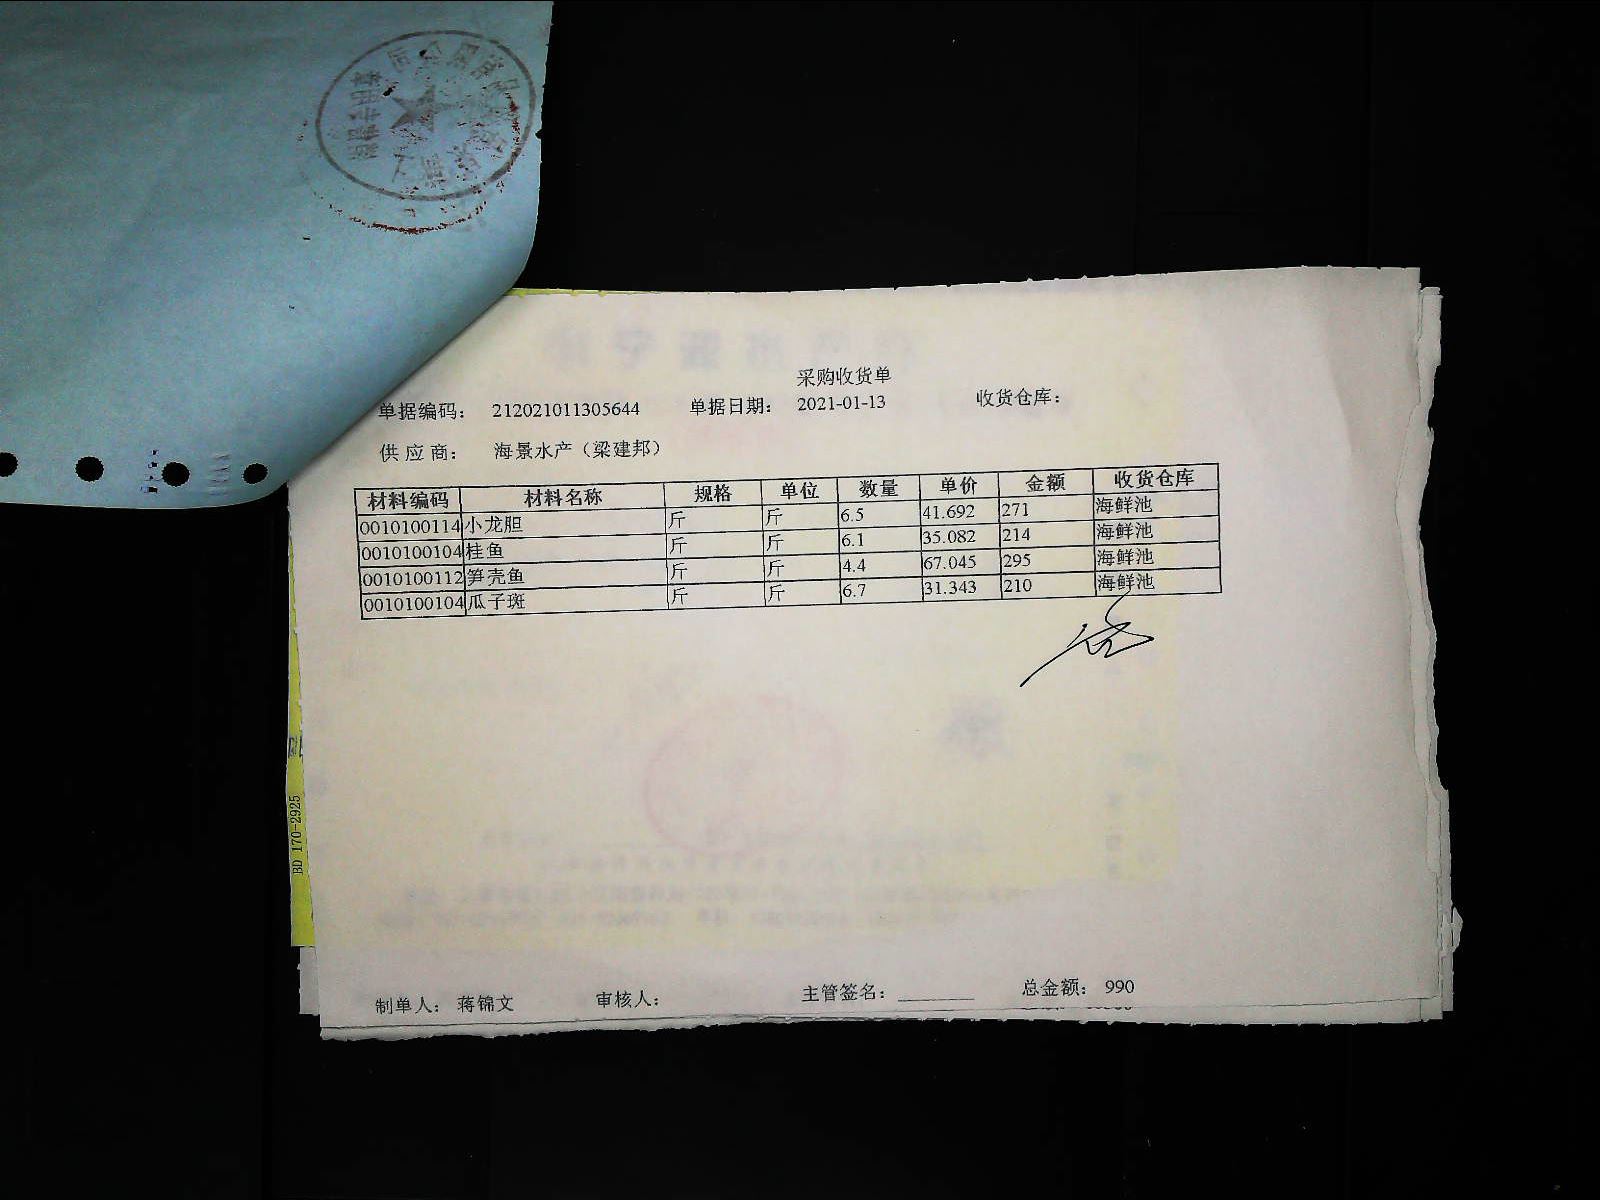 采购收货单
单据编码： 212021011305644 单据日期： 2021-01-13 收货仓库：
供应商： 海景水产（梁建邦）
材料编码 材料名称 规格 单位 数量 单价 金额 收货仓库
0010100114 小龙胆 斤 斤 6.5 41.692 271 海鲜池
0010100104 桂鱼 斤 斤 6.1 35.082 214 海鲜池
0010100112 笋壳鱼 斤 斤 4.4 67.045 295 海鲜池
0010100104 瓜子斑 斤 斤 6.7 31.343 210 海鲜池
BD 170-2925
制单人： 蒋锦文 审核人： 主管签名：________ 总金额： 990